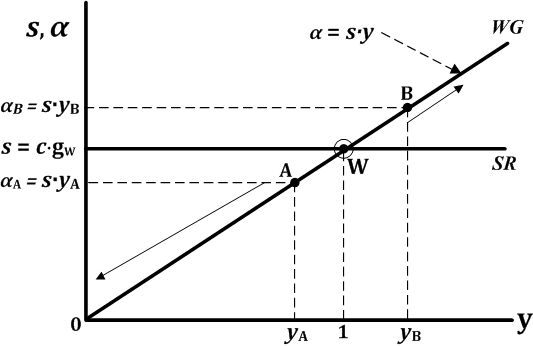 s, α
WG
α = s·y
B
α_B = s·y_B
s = c·g_w
W
SR
A
α_A = s·y_A
0
y_A
1
y_B
y